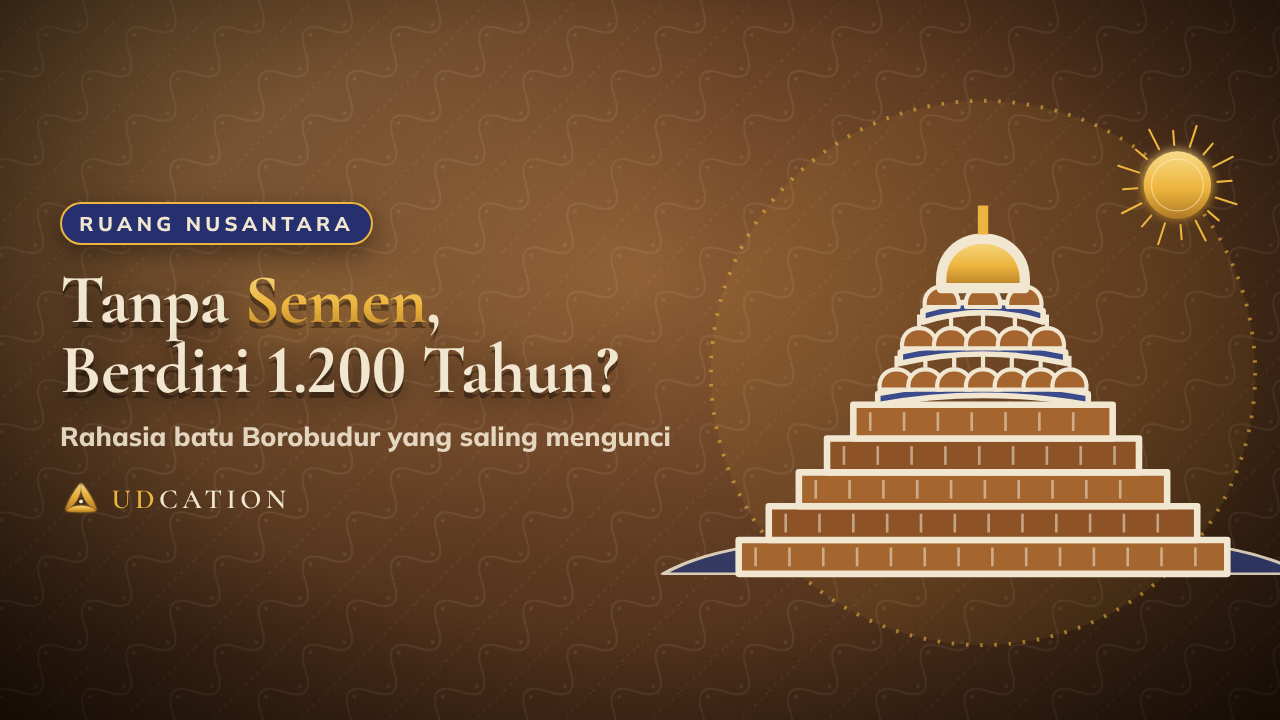 RUANG NUSANTARA
Tanpa Semen,
Berdiri 1.200 Tahun?
Rahasia batu Borobudur yang saling mengunci
UDCATION